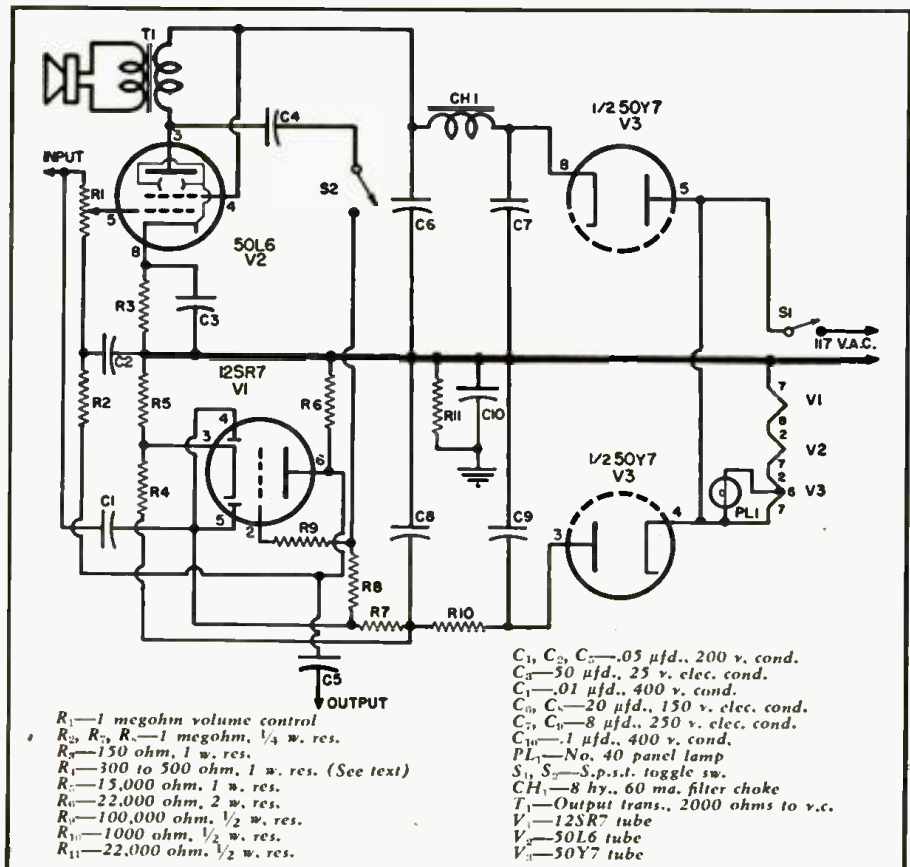 T1
CH1
1/2 50Y7
V3
C4
8
3
5
INPUT
S2
R1
4
5
C6
C7
50L6
V2
8
R3
C3
S1
117 V.A.C.
C2
12SR7
V1
R6
7
V1
R2
R5
R11
C10
8
4
2
V2
3
7
1/2 50Y7
V3
2
6
V3
6
R4
PL1
7
C1
5
2
R9
C8
C9
3
4
R8
R7
R10
C5
OUTPUT
R₁—1 megohm volume control
R₂, R₇, R₈—1 megohm, ¼ w. res.
R₃—150 ohm, 1 w. res.
R₄—300 to 500 ohm, 1 w. res. (See text)
R₅—15,000 ohm, 1 w. res.
R₆—22,000 ohm, 2 w. res.
R₉—100,000 ohm, ½ w. res.
R₁₀—1000 ohm, ½ w. res.
R₁₁—22,000 ohm, ½ w. res.
C₁, C₂, C₅—.05 µfd., 200 v. cond.
C₃—50 µfd., 25 v. elec. cond.
C₄—.01 µfd., 400 v. cond.
C₆, C₈—20 µfd., 150 v. elec. cond.
C₇, C₉—8 µfd., 250 v. elec. cond.
C₁₀—.1 µfd., 400 v. cond.
PL₁—No. 40 panel lamp
S₁, S₂—S.p.s.t. toggle sw.
CH₁—8 hy., 60 ma. filter choke
T₁—Output trans., 2000 ohms to v.c.
V₁—12SR7 tube
V₂—50L6 tube
V₃—50Y7 tube